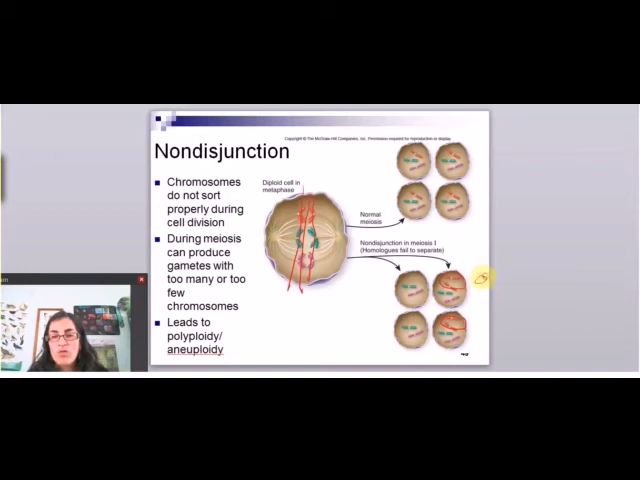 Copyright © The McGraw-Hill Companies, Inc. Permission required for reproduction or display.
Nondisjunction
Chromosomes
do not sort
properly during
cell division
During meiosis
can produce
gametes with
too many or too
few
chromosomes
Leads to
polyploidy/
aneuploidy
Diploid cell in
metaphase
Normal
meiosis
Nondisjunction in meiosis I
(Homologues fail to separate)